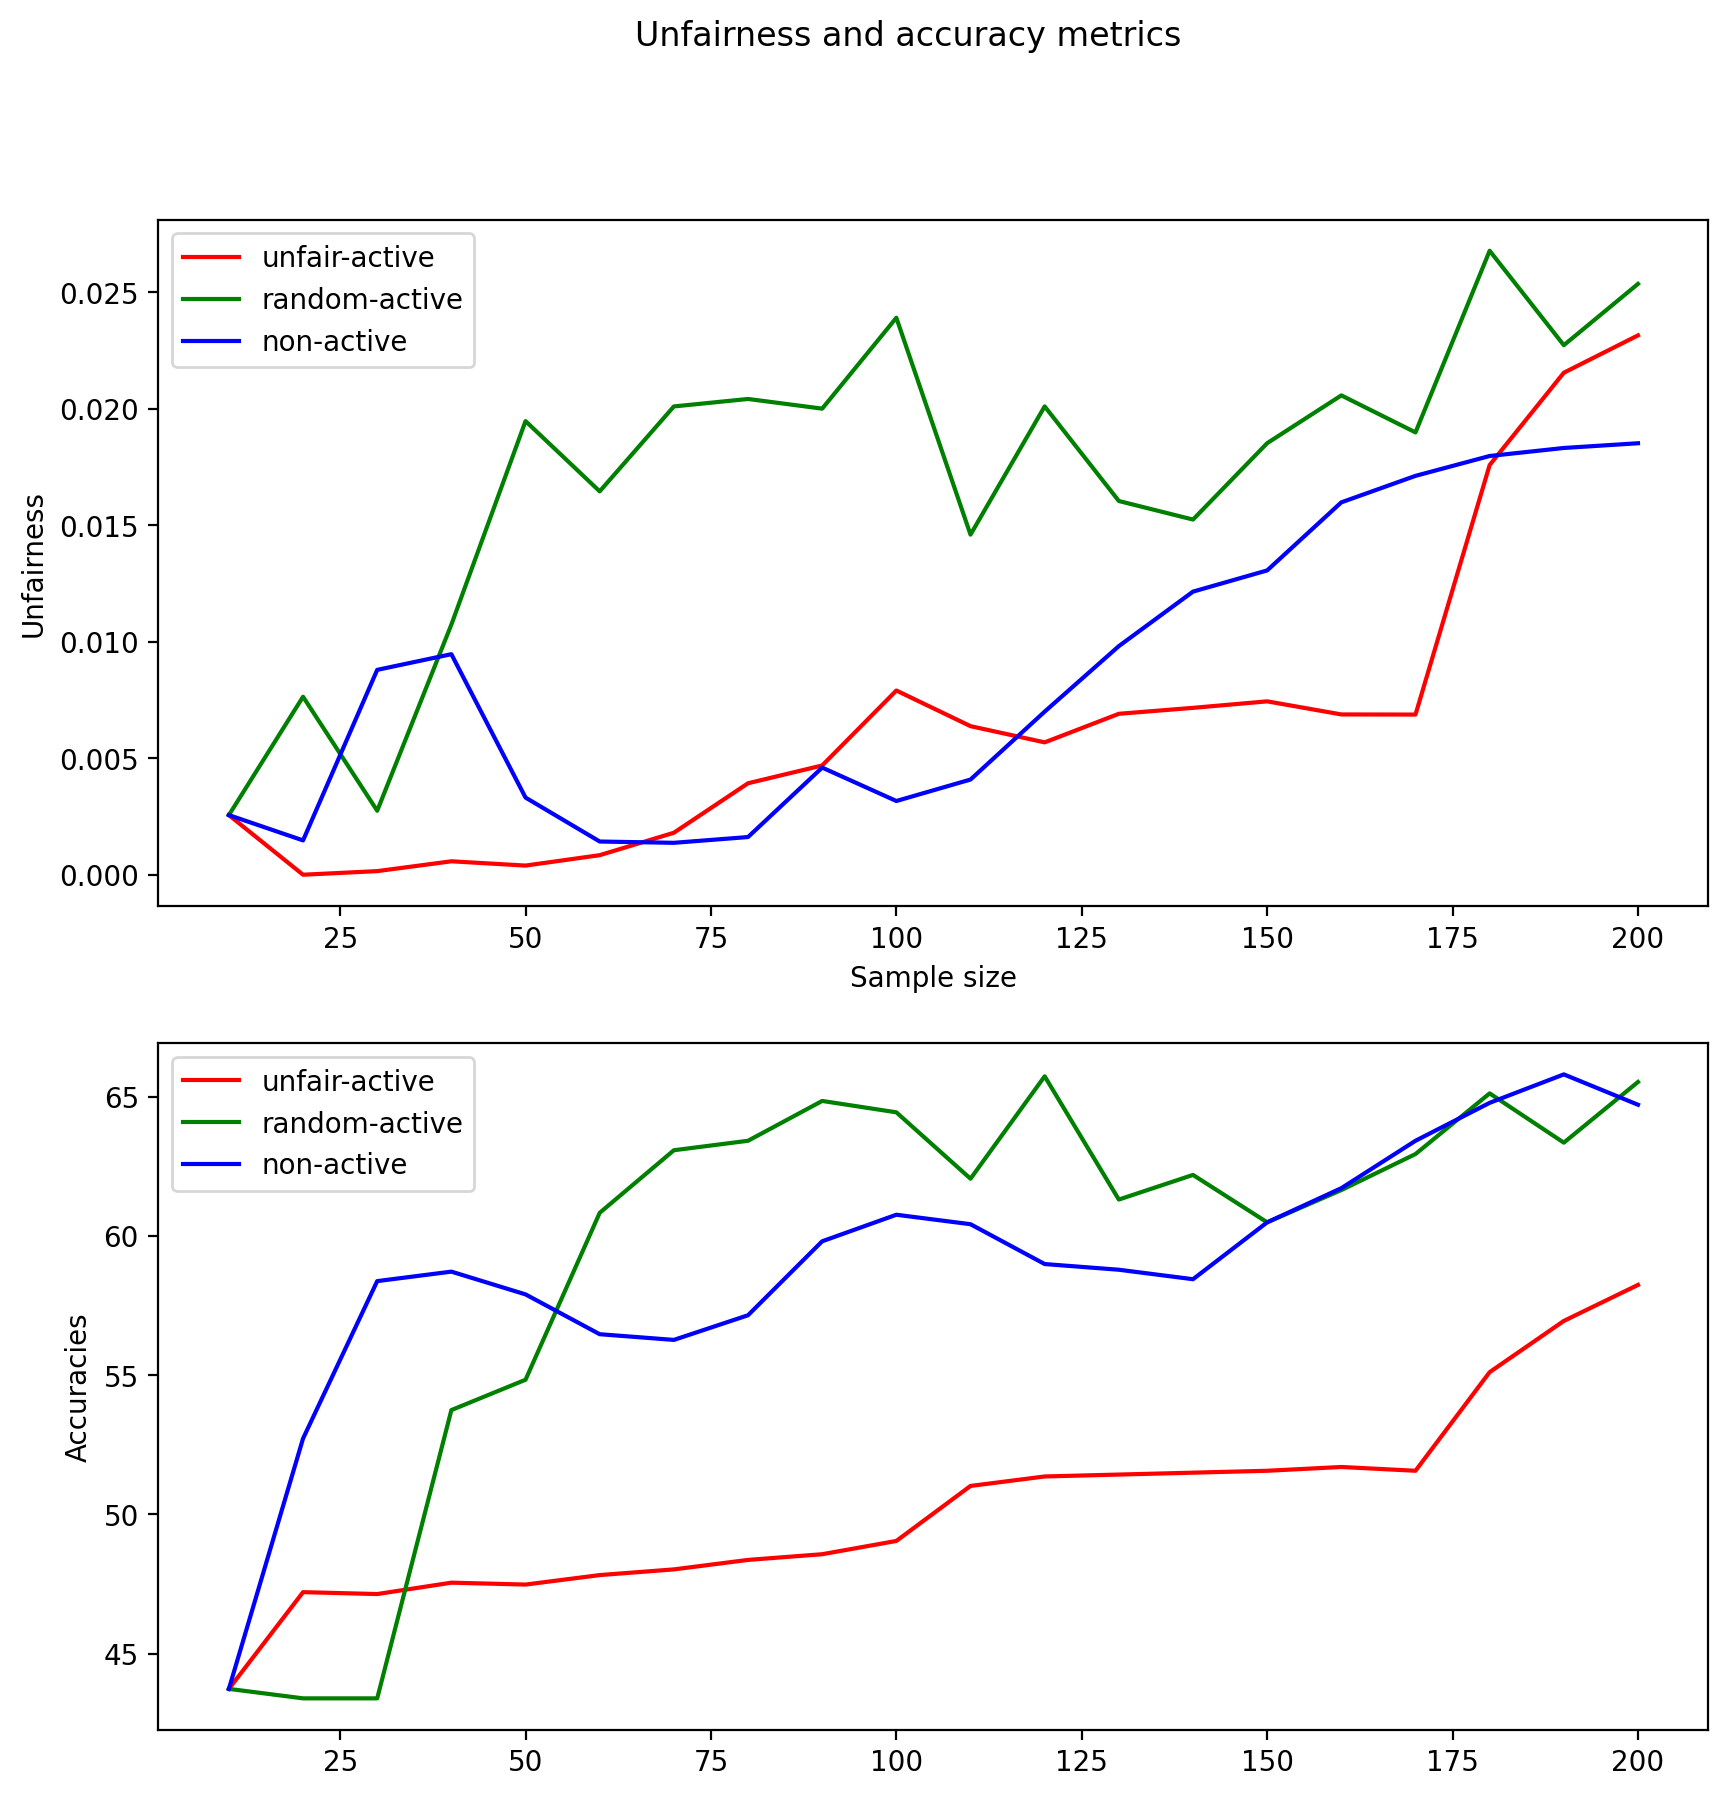 Unfairness and accuracy metrics
unfair-active
random-active
non-active
0.025
0.020
0.015
0.010
0.005
0.000
Unfairness
25 50 75 100 125 150 175 200
Sample size
unfair-active
random-active
non-active
65
60
55
50
45
Accuracies
25 50 75 100 125 150 175 200